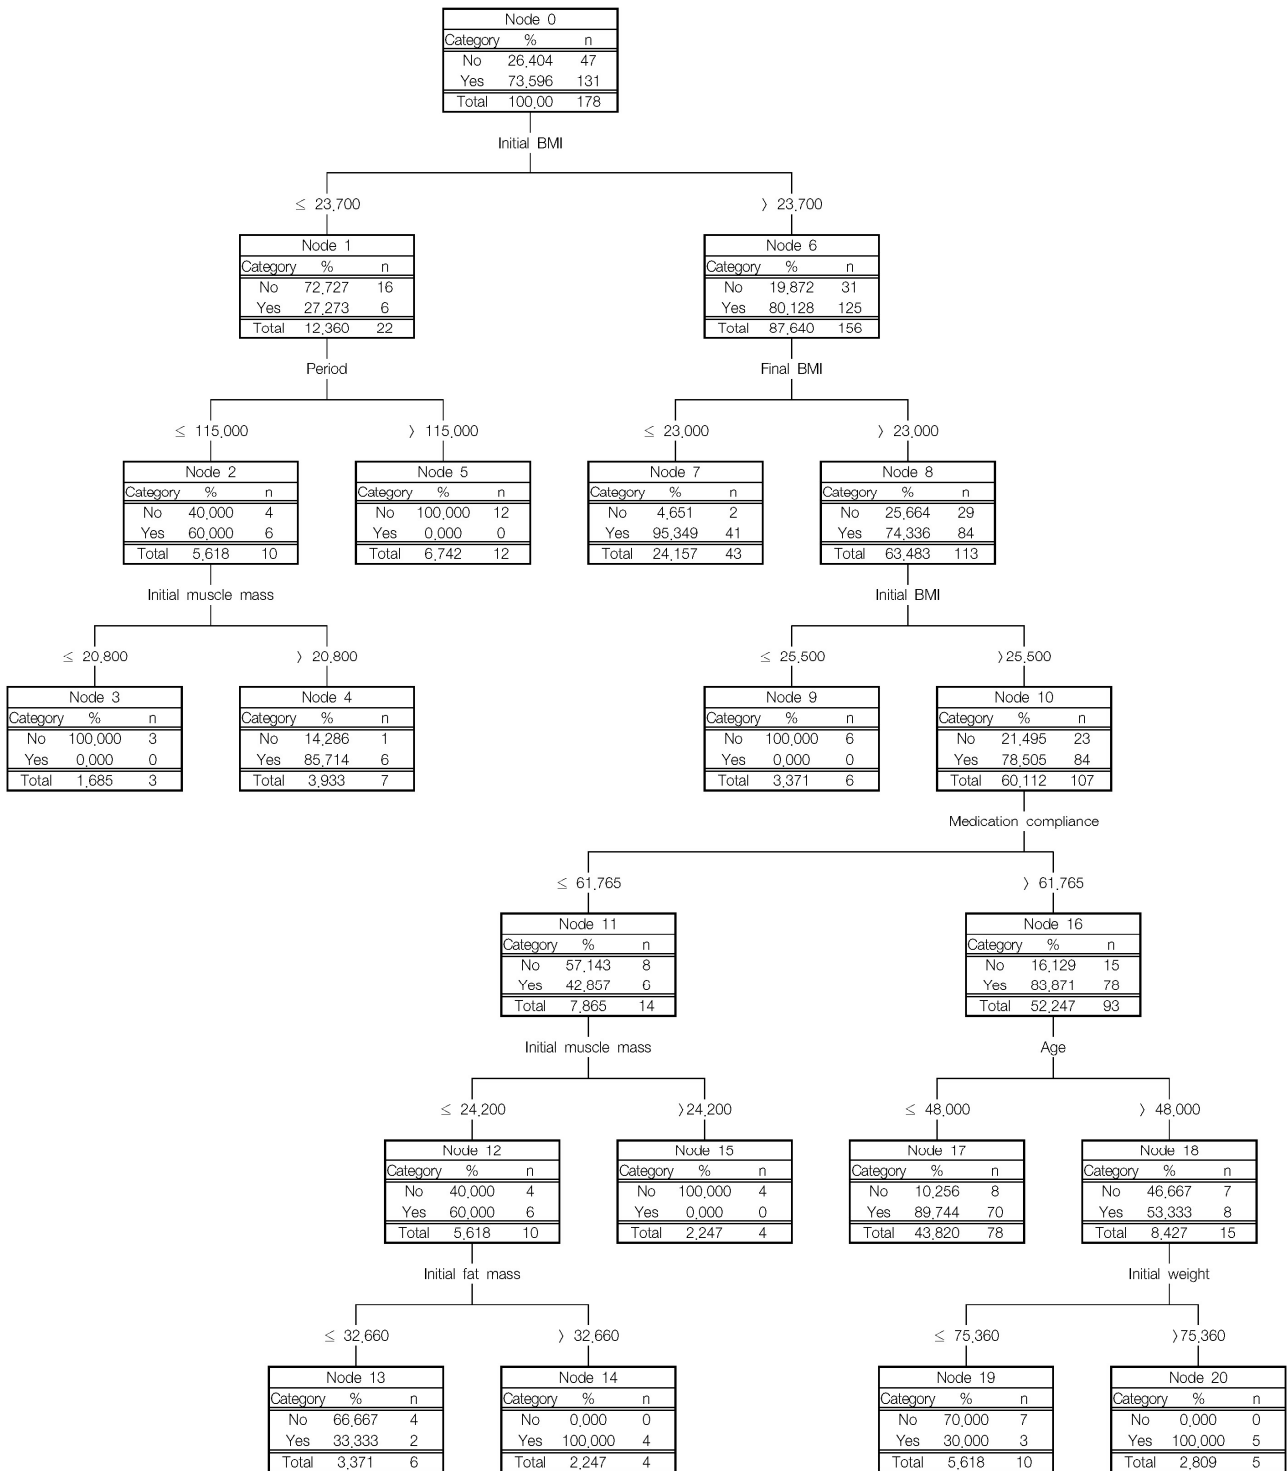 Node 0
Category % n
No 26,404 47
Yes 73,596 131
Total 100,00 178
Initial BMI
≤ 23,700
> 23,700
Node 1
Category % n
No 72,727 16
Yes 27,273 6
Total 12,360 22
Node 6
Category % n
No 19,872 31
Yes 80,128 125
Total 87,640 156
Period
Final BMI
≤ 115,000
> 115,000
≤ 23,000
> 23,000
Node 2
Category % n
No 40,000 4
Yes 60,000 6
Total 5,618 10
Node 5
Category % n
No 100,000 12
Yes 0,000 0
Total 6,742 12
Node 7
Category % n
No 4,651 2
Yes 95,349 41
Total 24,157 43
Node 8
Category % n
No 25,664 29
Yes 74,336 84
Total 63,483 113
Initial muscle mass
Initial BMI
≤ 20,800
> 20,800
≤ 25,500
>25,500
Node 3
Category % n
No 100,000 3
Yes 0,000 0
Total 1,685 3
Node 4
Category % n
No 14,286 1
Yes 85,714 6
Total 3,933 7
Node 9
Category % n
No 100,000 6
Yes 0,000 0
Total 3,371 6
Node 10
Category % n
No 21,495 23
Yes 78,505 84
Total 60,112 107
Medication compliance
≤ 61,765
> 61,765
Node 11
Category % n
No 57,143 8
Yes 42,857 6
Total 7,865 14
Node 16
Category % n
No 16,129 15
Yes 83,871 78
Total 52,247 93
Initial muscle mass
Age
≤ 24,200
>24,200
≤ 48,000
> 48,000
Node 12
Category % n
No 40,000 4
Yes 60,000 6
Total 5,618 10
Node 15
Category % n
No 100,000 4
Yes 0,000 0
Total 2,247 4
Node 17
Category % n
No 10,256 8
Yes 89,744 70
Total 43,820 78
Node 18
Category % n
No 46,667 7
Yes 53,333 8
Total 8,427 15
Initial fat mass
Initial weight
≤ 32,660
> 32,660
≤ 75,360
>75,360
Node 13
Category % n
No 66,667 4
Yes 33,333 2
Total 3,371 6
Node 14
Category % n
No 0,000 0
Yes 100,000 4
Total 2,247 4
Node 19
Category % n
No 70,000 7
Yes 30,000 3
Total 5,618 10
Node 20
Category % n
No 0,000 0
Yes 100,000 5
Total 2,809 5